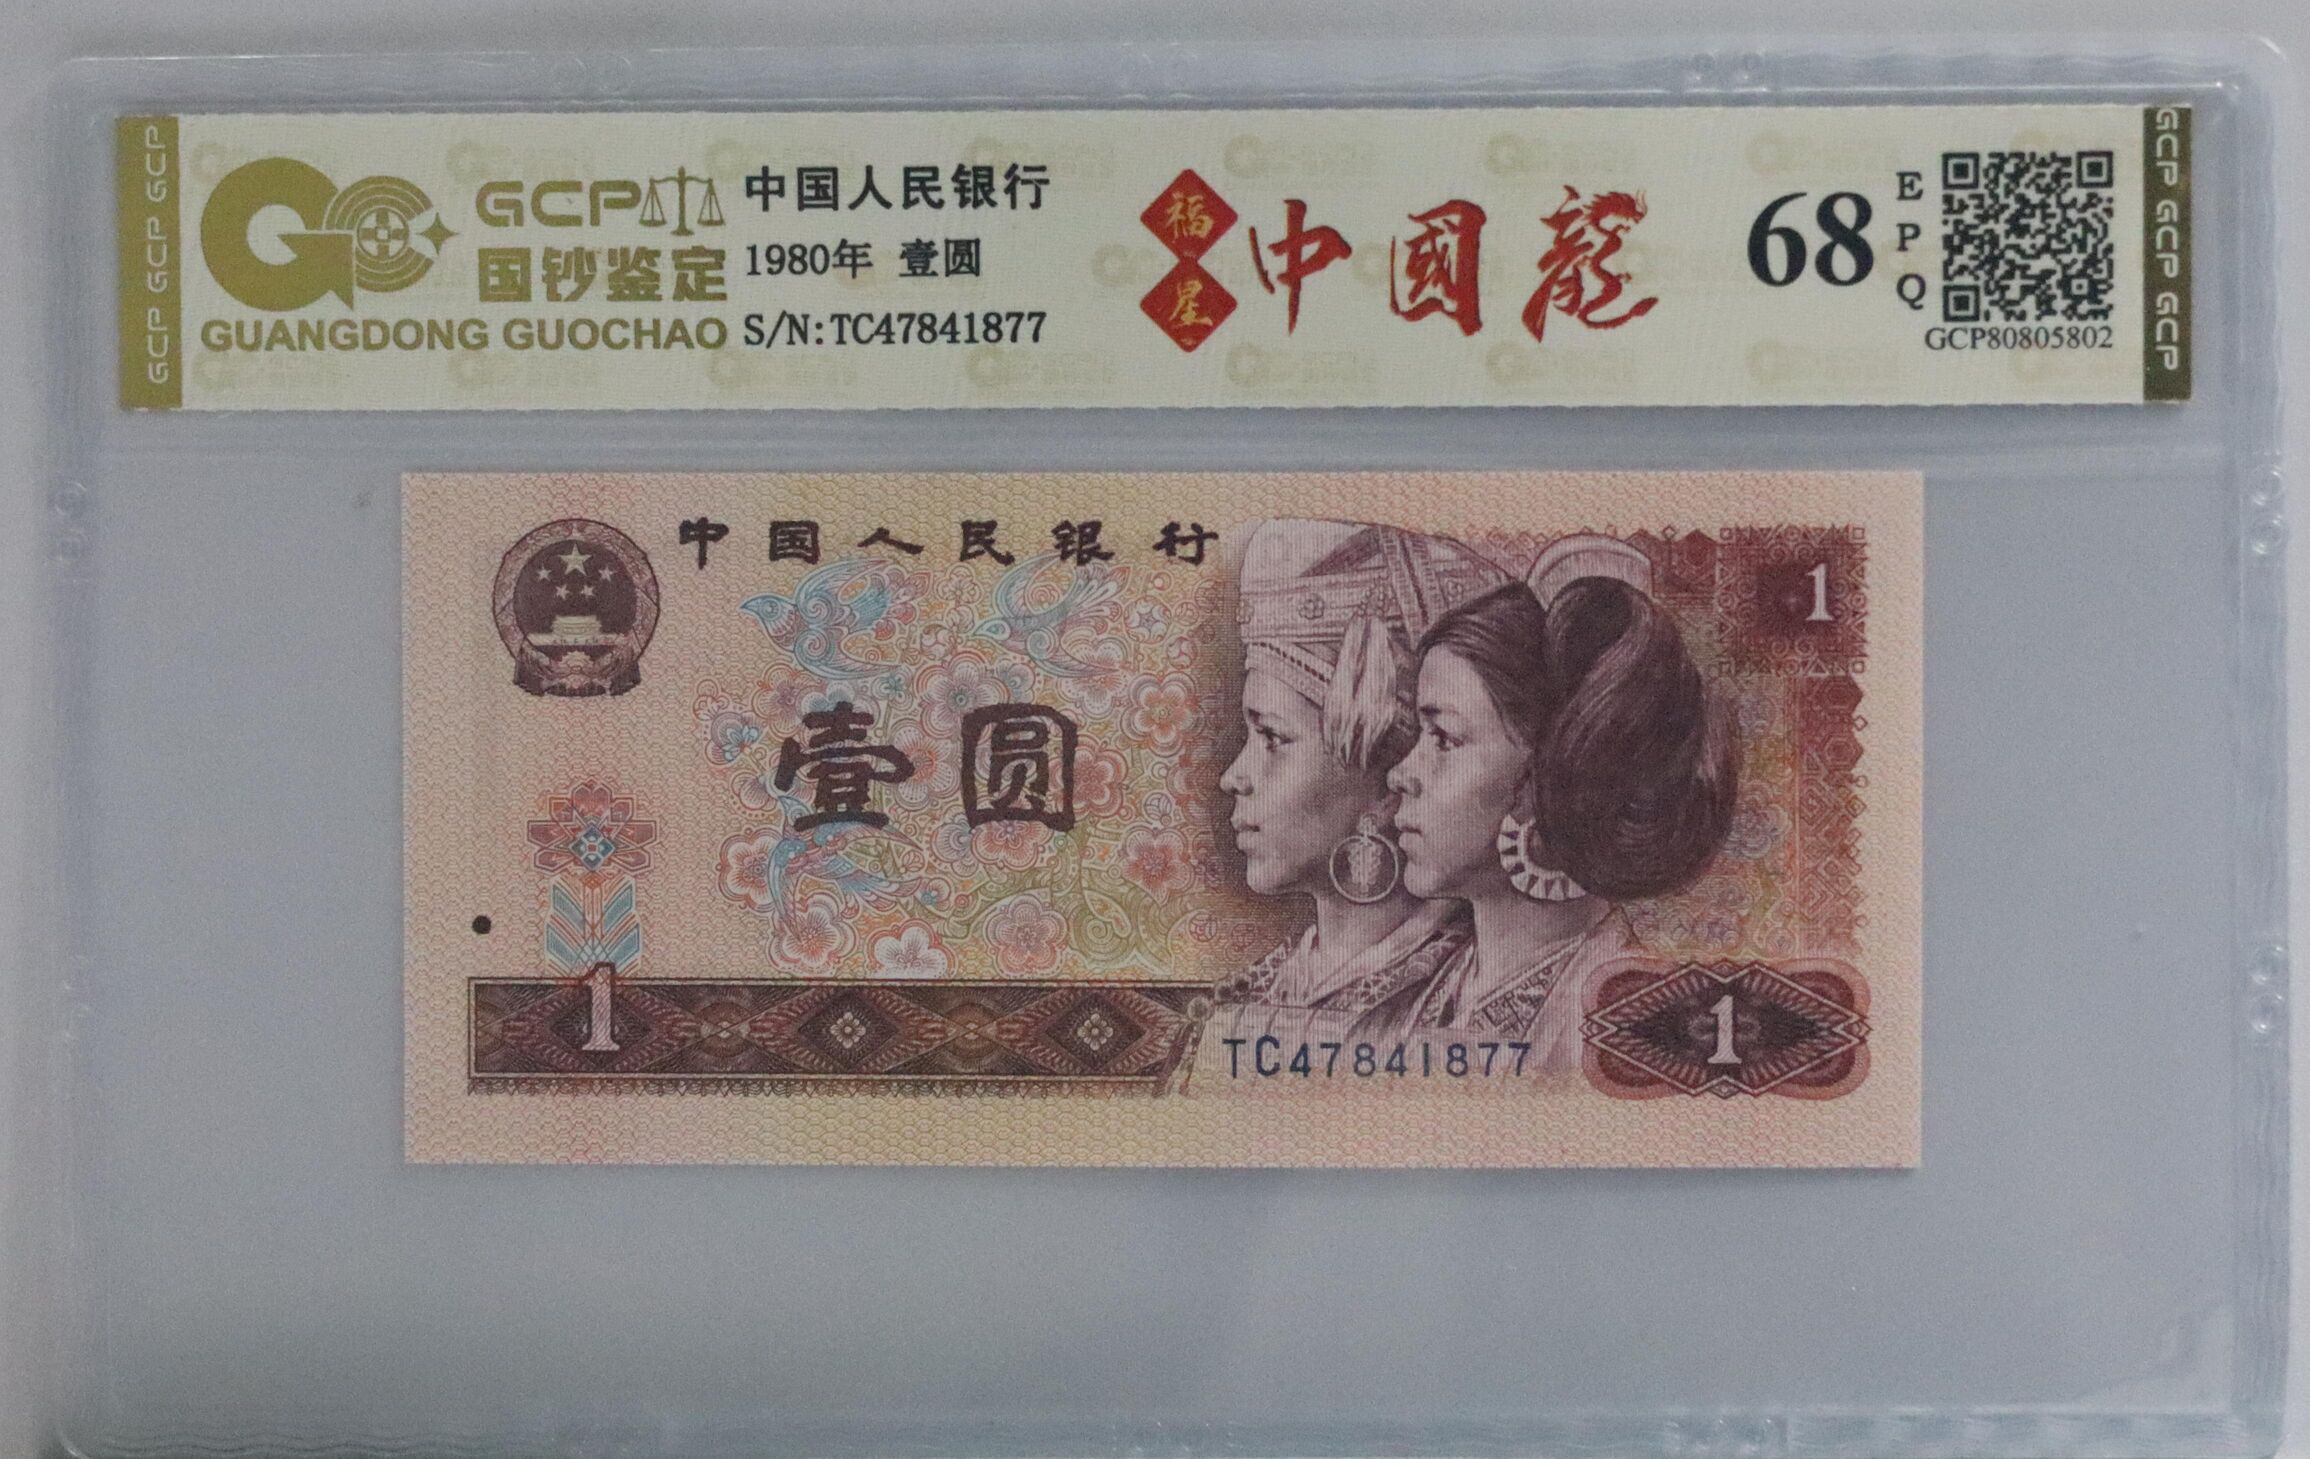 GCP GCP GCP
GCP
国钞鉴定
GUANGDONG GUOCHAO
中国人民银行
1980年 壹圆
S/N:TC47841877
福星
中國龍
68
EPQ
GCP80805802
GCP GCP GCP
中国人民银行
1
壹圆
1
TC47841877
1